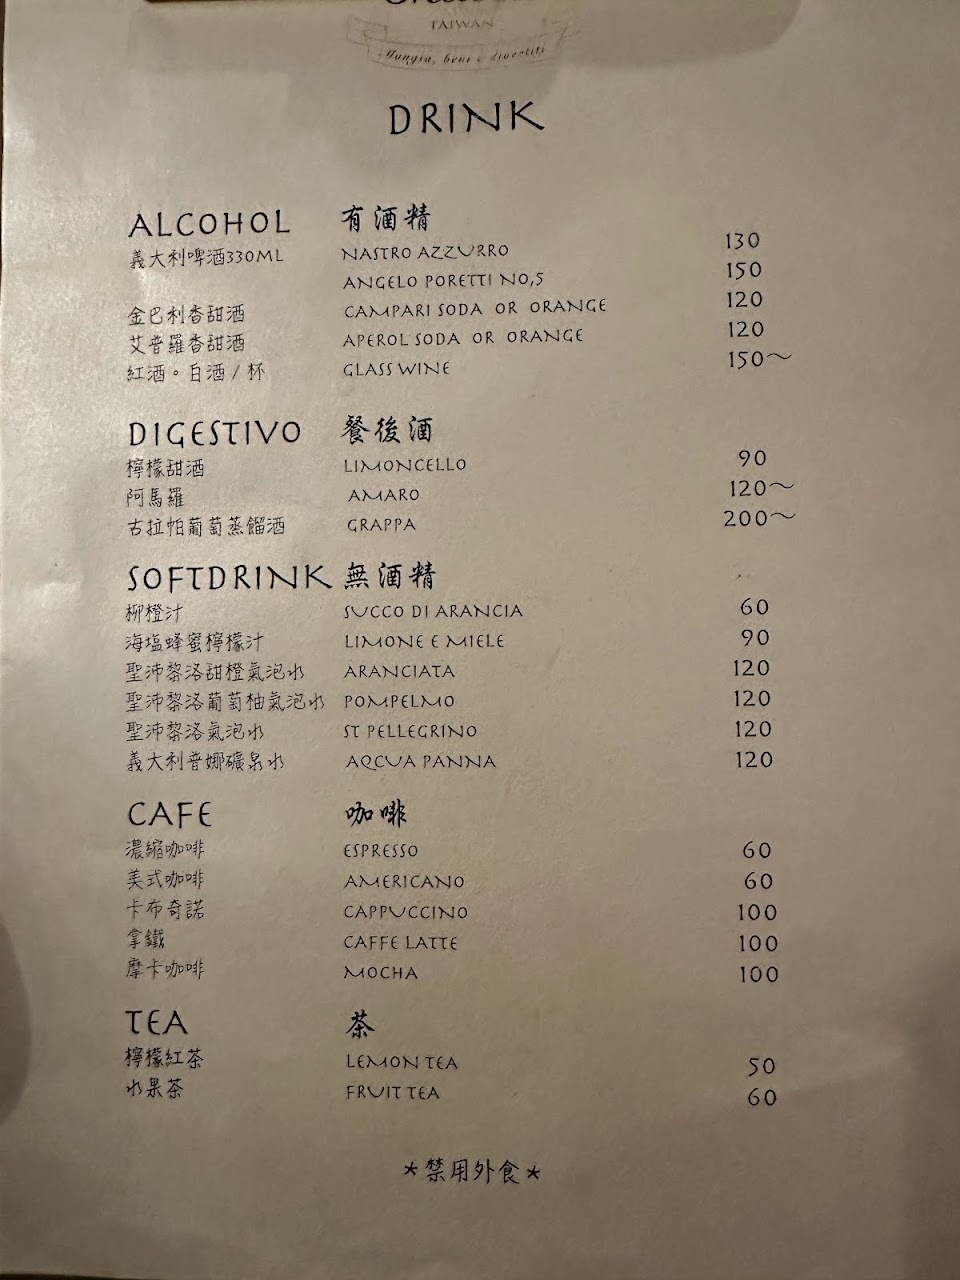 TAIWAN
Mangia, bevi e divertiti
DRINK
ALCOHOL 有酒精
義大利啤酒330ML NASTRO AZZURRO 130
ANGELO PORETTI NO,5 150
金巴利香甜酒 CAMPARI SODA OR ORANGE 120
艾普羅香甜酒 APEROL SODA OR ORANGE 120
紅酒。白酒/杯 GLASS WINE 150～
DIGESTIVO 餐後酒
檸檬甜酒 LIMONCELLO 90
阿馬羅 AMARO 120～
古拉帕葡萄蒸餾酒 GRAPPA 200～
SOFTDRINK 無酒精
柳橙汁 SUCCO DI ARANCIA 60
海塩蜂蜜檸檬汁 LIMONE E MIELE 90
聖沛黎洛甜橙氣泡水 ARANCIATA 120
聖沛黎洛葡萄柚氣泡水 POMPELMO 120
聖沛黎洛氣泡水 ST PELLEGRINO 120
義大利普娜礦泉水 AQCUA PANNA 120
CAFE 咖啡
濃縮咖啡 ESPRESSO 60
美式咖啡 AMERICANO 60
卡布奇諾 CAPPUCCINO 100
拿鐵 CAFFE LATTE 100
摩卡咖啡 MOCHA 100
TEA 茶
檸檬紅茶 LEMON TEA 50
水果茶 FRUIT TEA 60
*禁用外食*